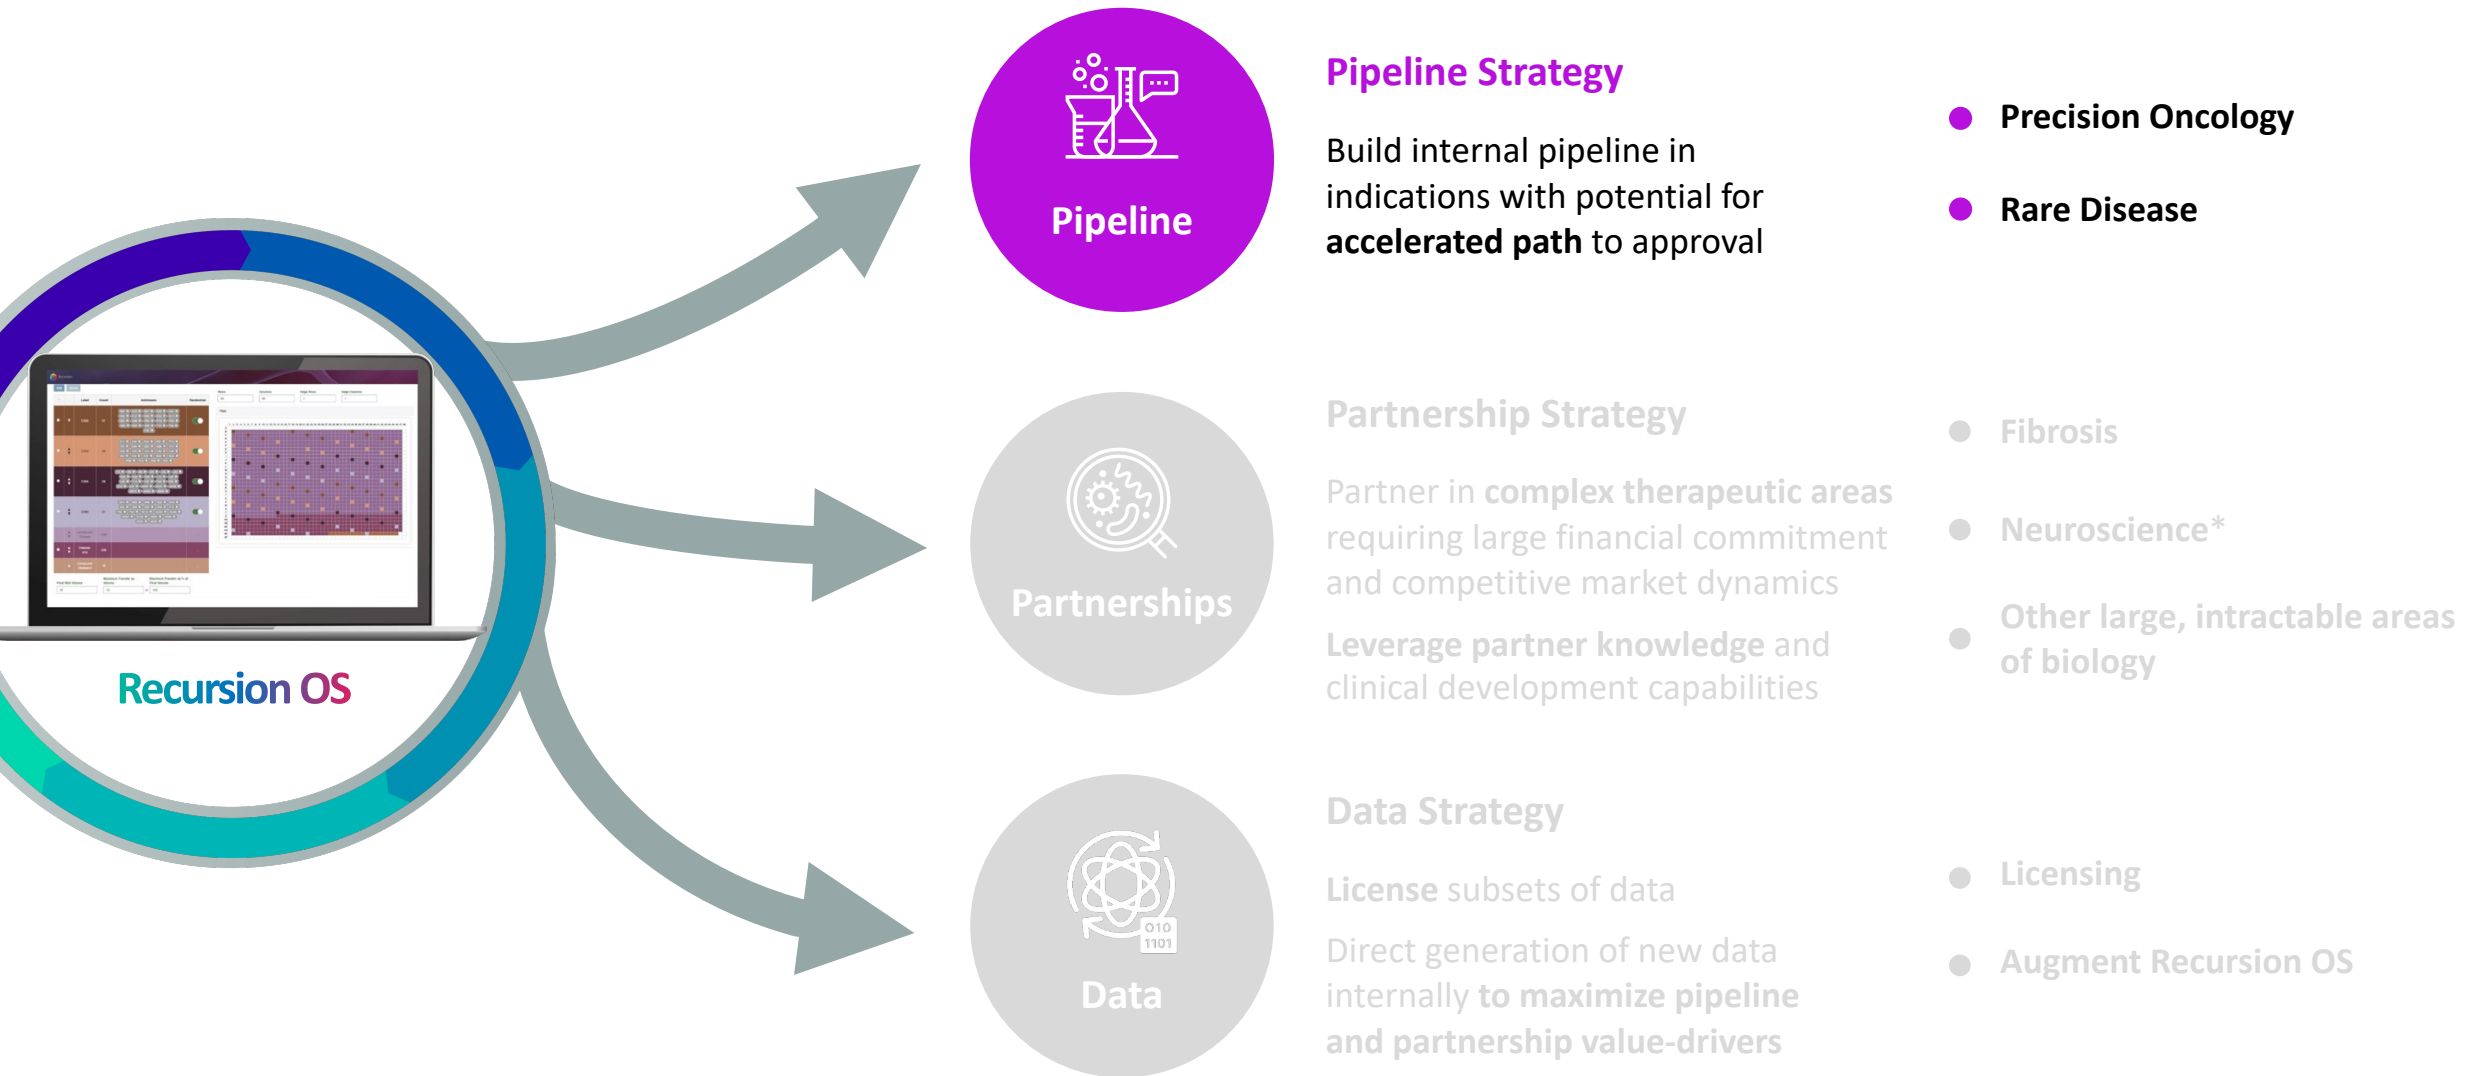 Pipeline
Pipeline Strategy
Build internal pipeline in
indications with potential for
accelerated path to approval
Precision Oncology
Rare Disease
Recursion OS
Partnerships
Partnership Strategy
Partner in complex therapeutic areas
requiring large financial commitment
and competitive market dynamics
Leverage partner knowledge and
clinical development capabilities
Fibrosis
Neuroscience*
Other large, intractable areas
of biology
010
1101
Data
Data Strategy
License subsets of data
Direct generation of new data
internally to maximize pipeline
and partnership value-drivers
Licensing
Augment Recursion OS